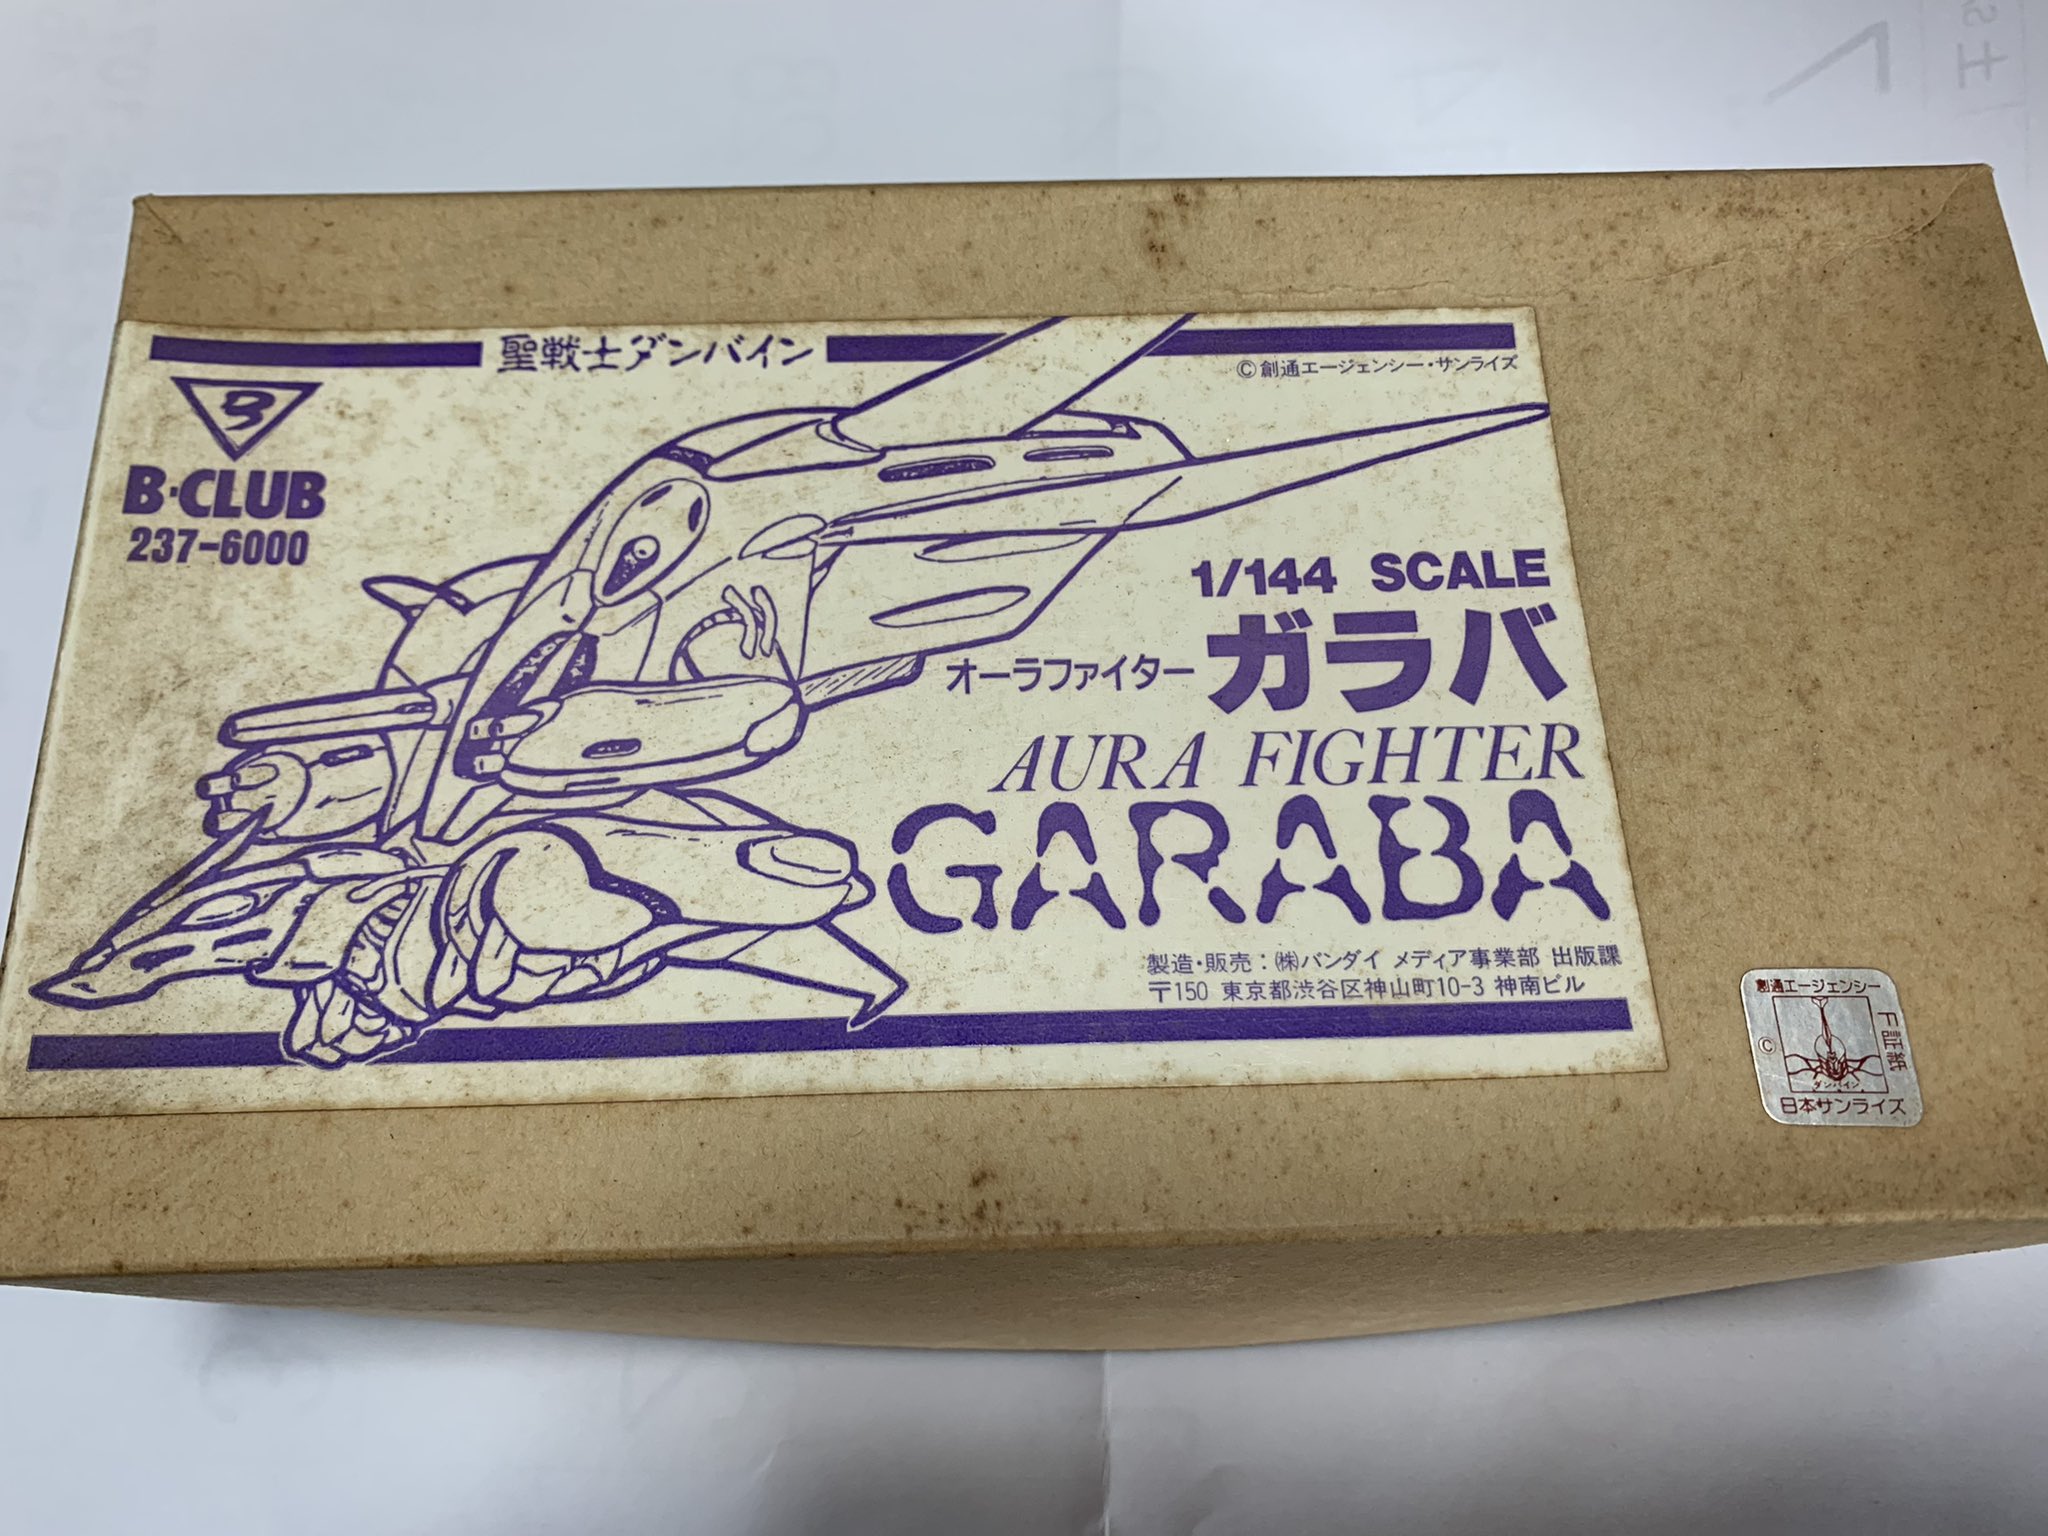 聖戦士ダンバイン
©創通エージェンシー・サンライズ
B
B·CLUB
237-6000
1/144 SCALE
オーラファイター ガラバ
AURA FIGHTER
GARABA
製造・販売：㈱バンダイ メディア事業部 出版課
〒150 東京都渋谷区神山町10-3 神南ビル
創通エージェンシー
F証紙
©
ダンバイン
日本サンライズ